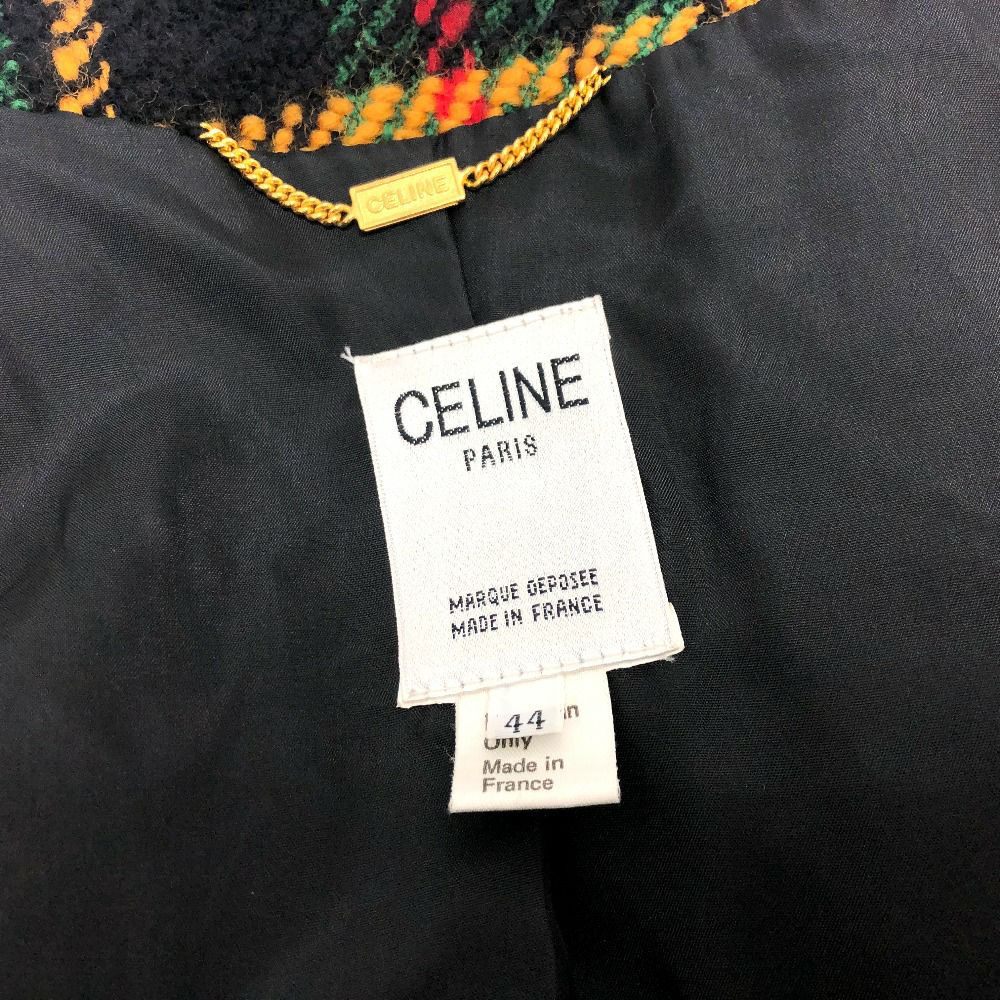 CELINE
CELINE
PARIS
MARQUE DEPOSEE
MADE IN FRANCE
44
Only
Made in
France